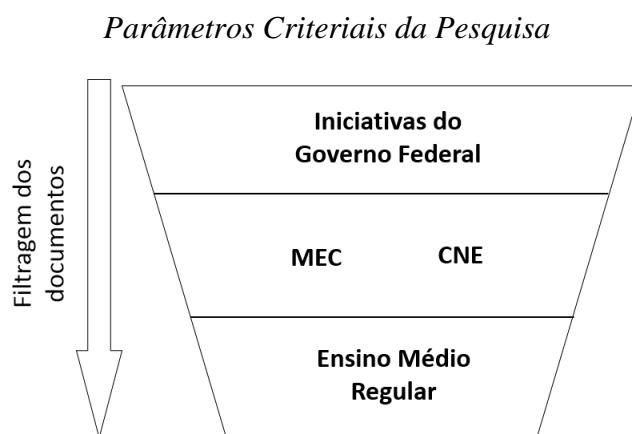 Parâmetros Criteriais da Pesquisa
Filtragem dos
documentos
Iniciativas do
Governo Federal
MEC CNE
Ensino Médio
Regular